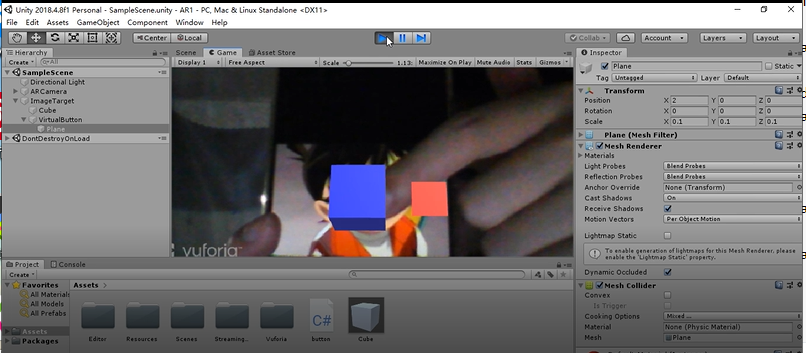 Unity 2018.4.8f1 Personal - SampleScene.unity - AR1 - PC, Mac & Linux Standalone <DX11>
File Edit Assets GameObject Component Window Help
Center Local Collab Account Layers Layout
Hierarchy Scene Game Asset Store Inspector
Create All Display 1 Free Aspect Scale 1.13 Maximize On Play Mute Audio Stats Gizmos Plane Static
SampleScene
Tag Untagged Layer Default
Directional Light
ARCamera
ImageTarget
Cube
VirtualButton
Plane
DontDestroyOnLoad
Transform
Position X 2 Y 0 Z 0
Rotation X 0 Y 0 Z 0
Scale X 0.1 Y 0.1 Z 0.1
Plane (Mesh Filter)
Mesh Renderer
Materials
Light Probes Blend Probes
Reflection Probes Blend Probes
Anchor Override None (Transform)
Cast Shadows On
Receive Shadows
Motion Vectors Per Object Motion
Lightmap Static
To enable generation of lightmaps for this Mesh Renderer, please
enable the 'Lightmap Static' property.
Dynamic Occluded
Mesh Collider
Convex
Is Trigger
Cooking Options Mixed ...
Material None (Physic Material)
Mesh Plane
vuforia
Project Console
Create
Favorites
All Materials
All Models
All Prefabs
Assets
Packages
Assets
Editor Resources Scenes Streaming... Vuforia button Cube
C#